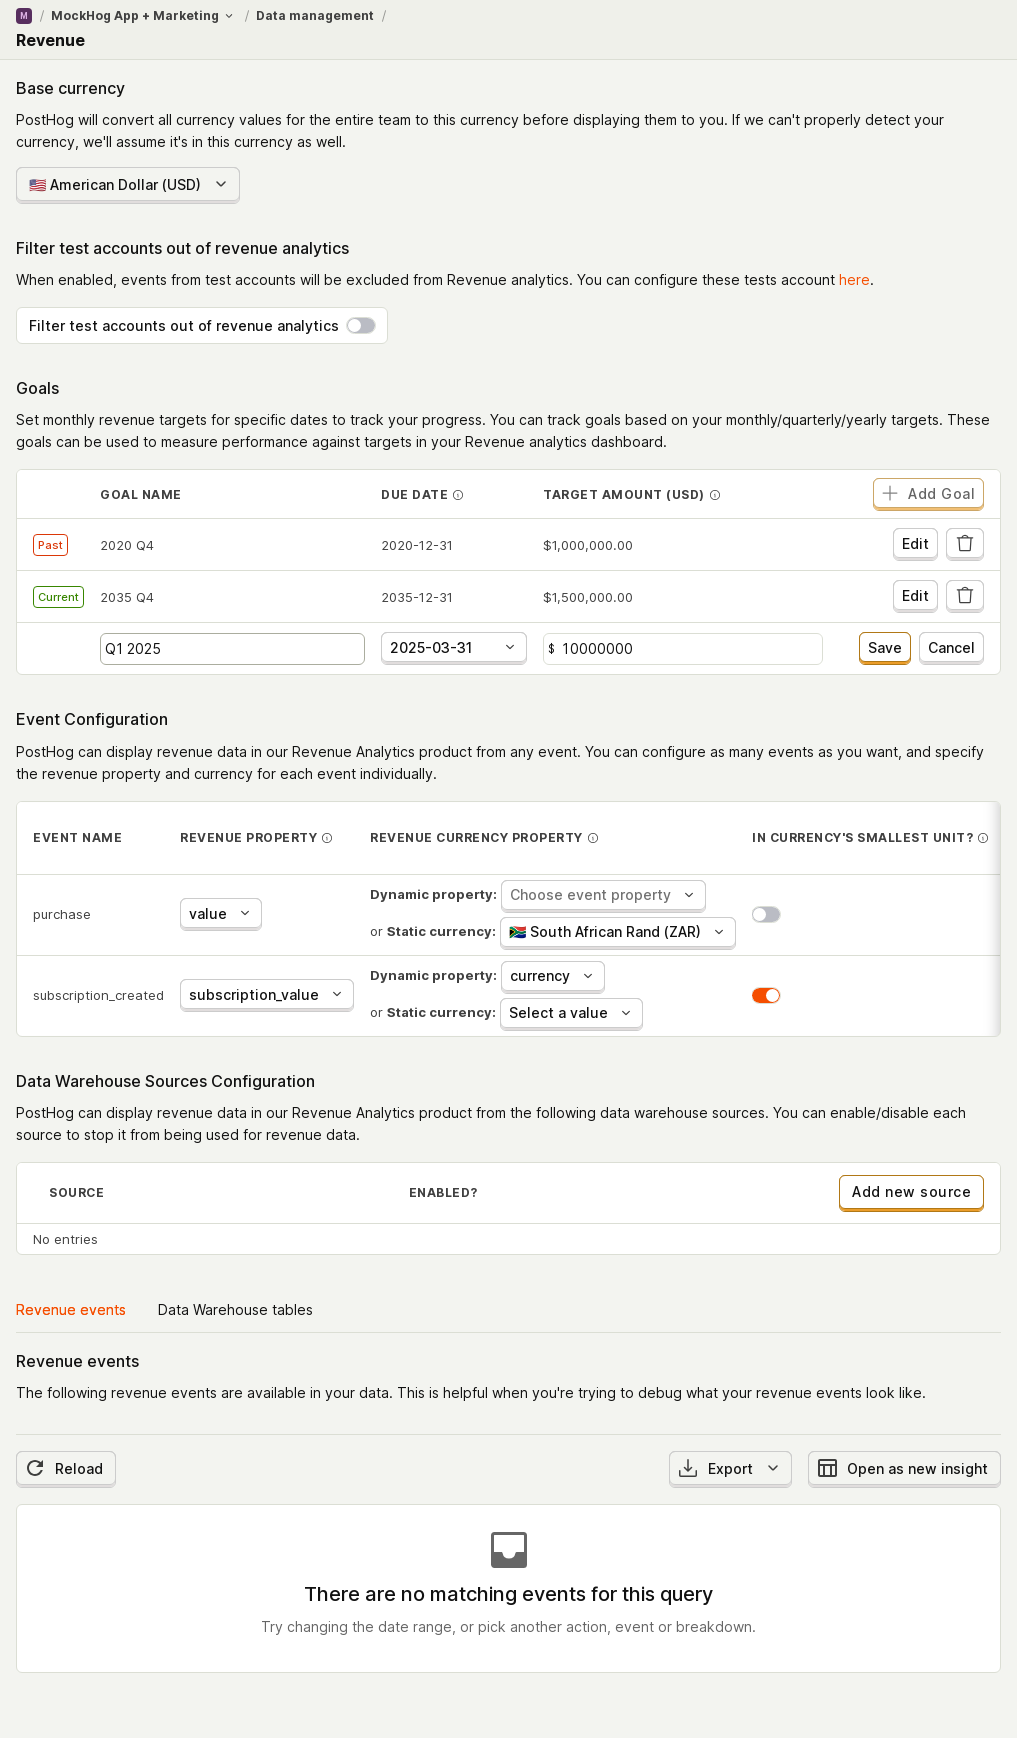 M / MockHog App + Marketing / Data management /
Revenue
Base currency
PostHog will convert all currency values for the entire team to this currency before displaying them to you. If we can't properly detect your
currency, we'll assume it's in this currency as well.
🇺🇸 American Dollar (USD)
Filter test accounts out of revenue analytics
When enabled, events from test accounts will be excluded from Revenue analytics. You can configure these tests account here.
Filter test accounts out of revenue analytics
Goals
Set monthly revenue targets for specific dates to track your progress. You can track goals based on your monthly/quarterly/yearly targets. These
goals can be used to measure performance against targets in your Revenue analytics dashboard.
GOAL NAME DUE DATE TARGET AMOUNT (USD) Add Goal
Past 2020 Q4 2020-12-31 $1,000,000.00 Edit
Current 2035 Q4 2035-12-31 $1,500,000.00 Edit
Q1 2025 2025-03-31 $ 10000000 Save Cancel
Event Configuration
PostHog can display revenue data in our Revenue Analytics product from any event. You can configure as many events as you want, and specify
the revenue property and currency for each event individually.
EVENT NAME REVENUE PROPERTY REVENUE CURRENCY PROPERTY IN CURRENCY'S SMALLEST UNIT?
Dynamic property: Choose event property
purchase value
or Static currency: 🇿🇦 South African Rand (ZAR)
Dynamic property: currency
subscription_created subscription_value
or Static currency: Select a value
Data Warehouse Sources Configuration
PostHog can display revenue data in our Revenue Analytics product from the following data warehouse sources. You can enable/disable each
source to stop it from being used for revenue data.
SOURCE ENABLED? Add new source
No entries
Revenue events Data Warehouse tables
Revenue events
The following revenue events are available in your data. This is helpful when you're trying to debug what your revenue events look like.
Reload Export Open as new insight
There are no matching events for this query
Try changing the date range, or pick another action, event or breakdown.